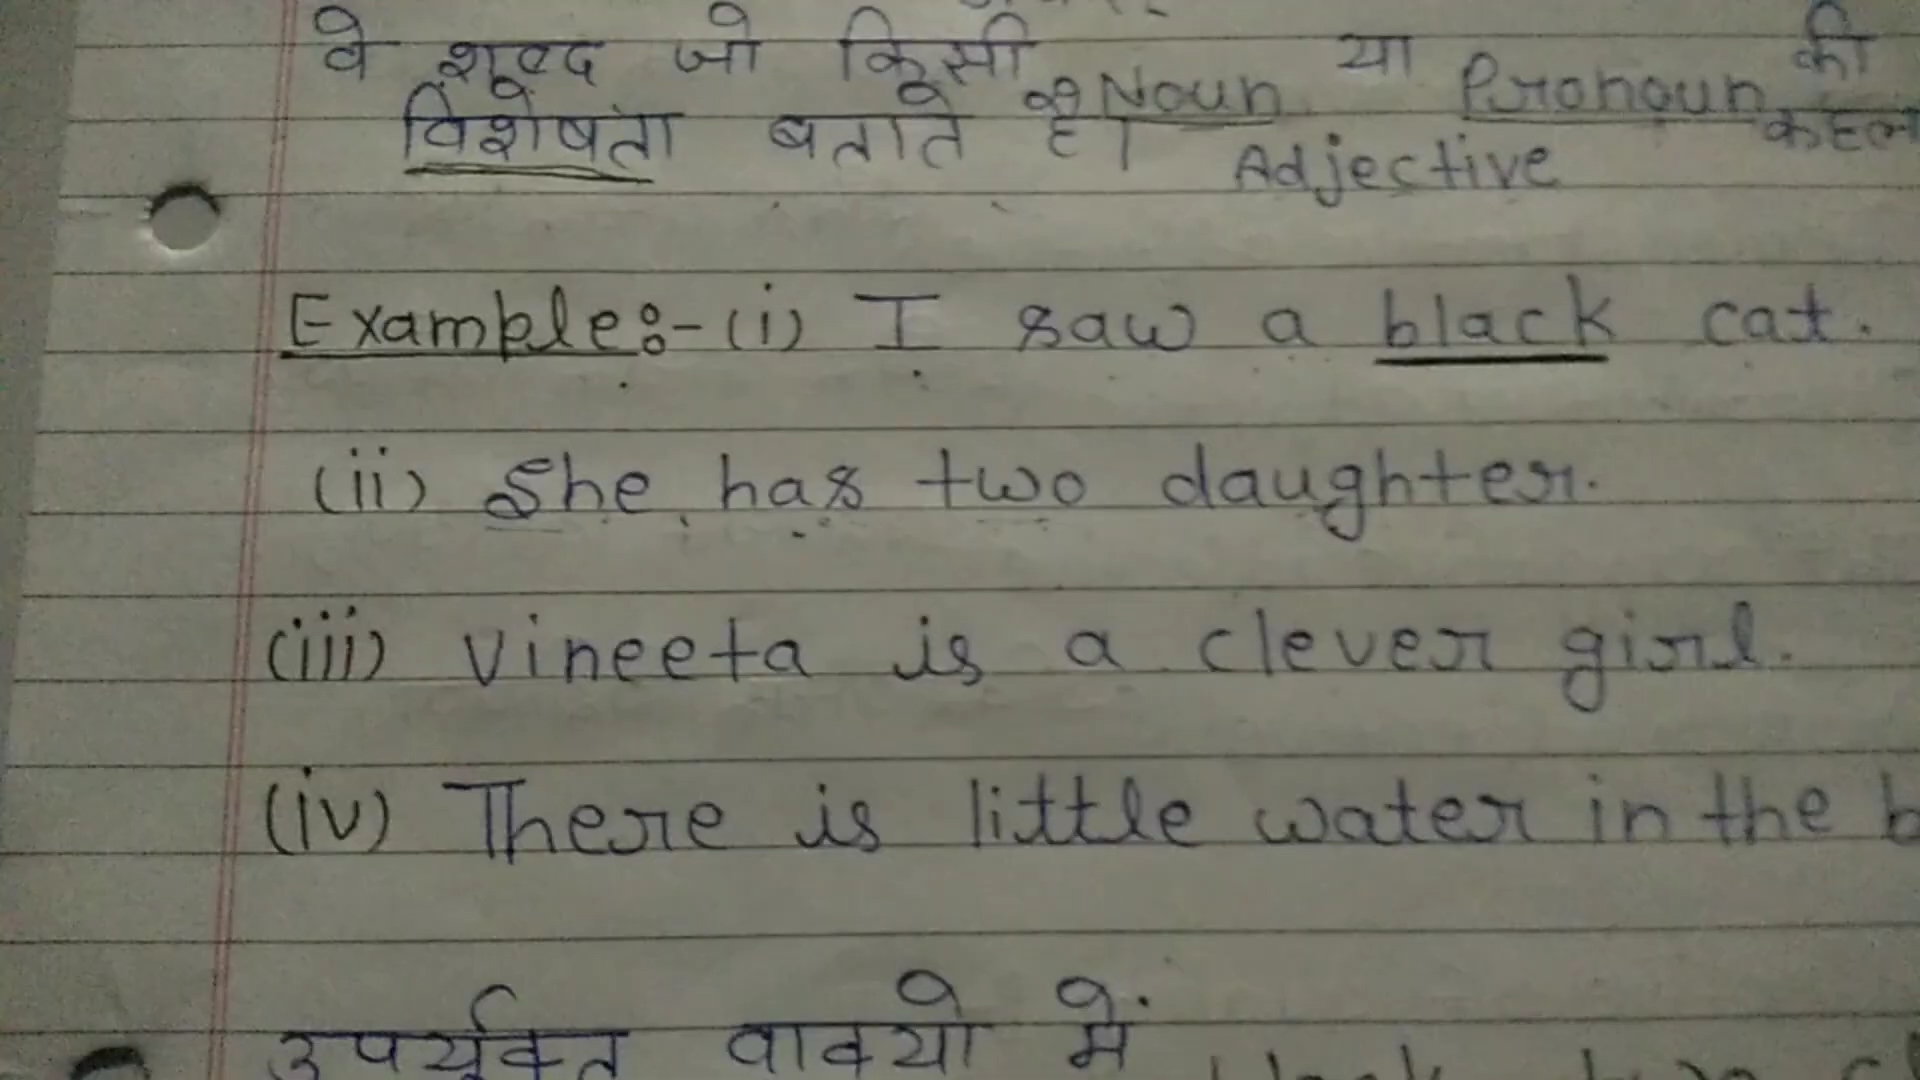 वे शब्द जो किसी Noun या Pronoun की
विशेषता बताते है। Adjective
Example:-(i) I saw a black cat.
(ii) She has two daughter.
(iii) Vineeta is a clever girl.
(iv) There is little water in the
उपर्युक्त वाक्यो में